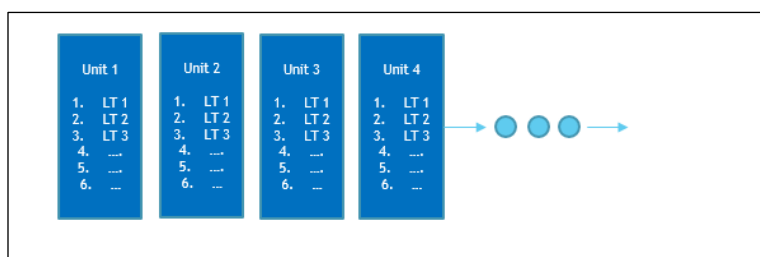 Unit 1
1. LT 1
2. LT 2
3. LT 3
4. ....
5. ....
6. ...
Unit 2
1. LT 1
2. LT 2
3. LT 3
4. ....
5. ....
6. ...
Unit 3
1. LT 1
2. LT 2
3. LT 3
4. ....
5. ....
6. ...
Unit 4
1. LT 1
2. LT 2
3. LT 3
4. ....
5. ....
6. ...